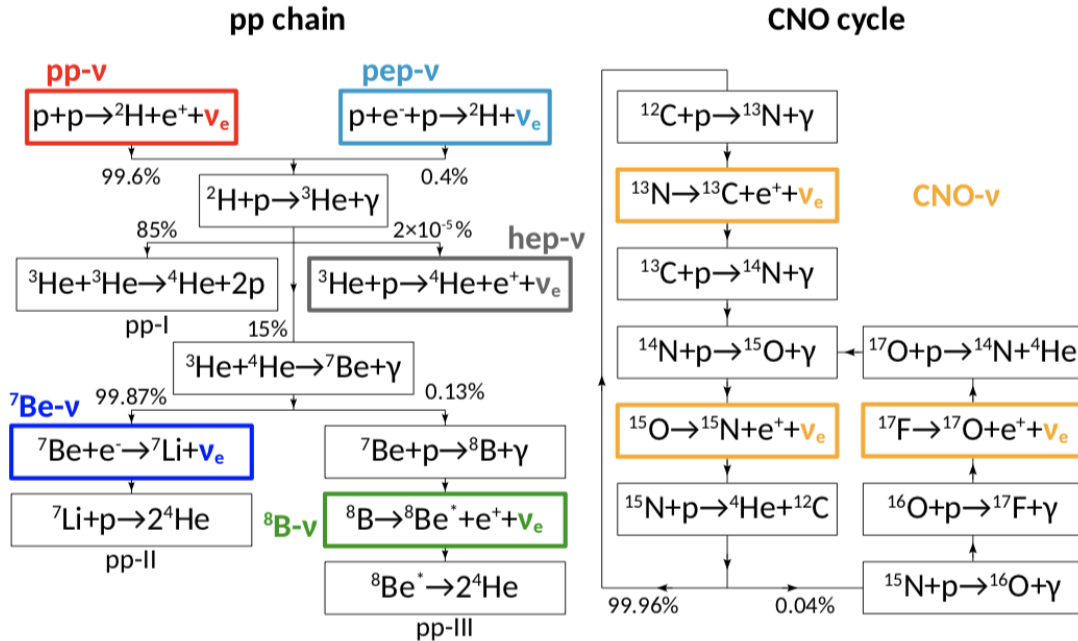 pp chain
pp-ν
pep-ν
p+p→²H+e⁺+νₑ
p+e⁻+p→²H+νₑ
99.6%
0.4%
²H+p→³He+γ
85%
2×10⁻⁵%
hep-ν
³He+³He→⁴He+2p
³He+p→⁴He+e⁺+νₑ
pp-I
15%
³He+⁴He→⁷Be+γ
99.87%
0.13%
⁷Be-ν
⁷Be+e⁻→⁷Li+νₑ
⁷Be+p→⁸B+γ
⁷Li+p→2⁴He
⁸B-ν
⁸B→⁸Be*+e⁺+νₑ
pp-II
⁸Be*→2⁴He
pp-III
CNO cycle
¹²C+p→¹³N+γ
¹³N→¹³C+e⁺+νₑ
CNO-ν
¹³C+p→¹⁴N+γ
¹⁴N+p→¹⁵O+γ
¹⁷O+p→¹⁴N+⁴He
¹⁵O→¹⁵N+e⁺+νₑ
¹⁷F→¹⁷O+e⁺+νₑ
¹⁵N+p→⁴He+¹²C
¹⁶O+p→¹⁷F+γ
¹⁵N+p→¹⁶O+γ
99.96%
0.04%